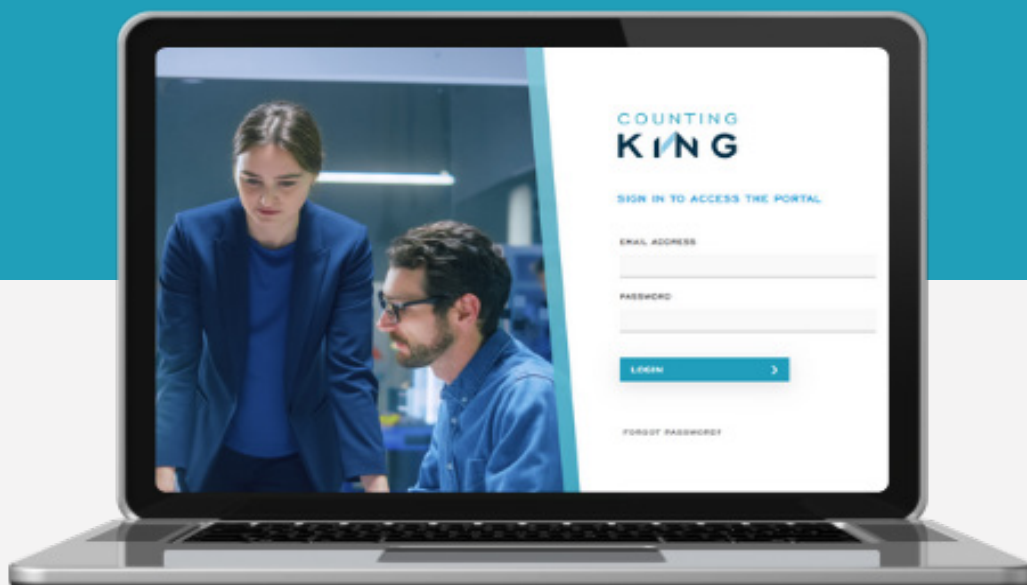 COUNTING
KING
SIGN IN TO ACCESS THE PORTAL
EMAIL ADDRESS
PASSWORD
LOGIN
FORGOT PASSWORD?